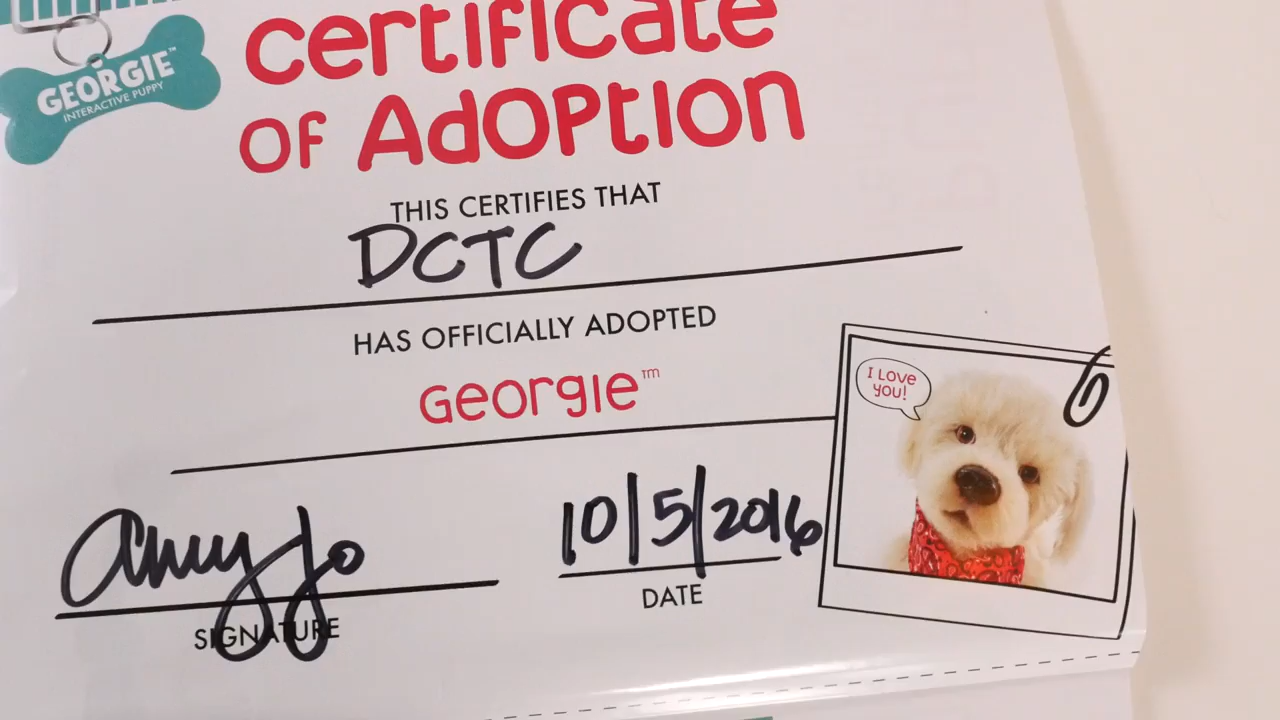 GEORGIE™
INTERACTIVE PUPPY
Certificate
of Adoption
THIS CERTIFIES THAT
DCTC
HAS OFFICIALLY ADOPTED
Georgie™
I Love
you!
Amy Jo
SIGNATURE
10/5/2016
DATE